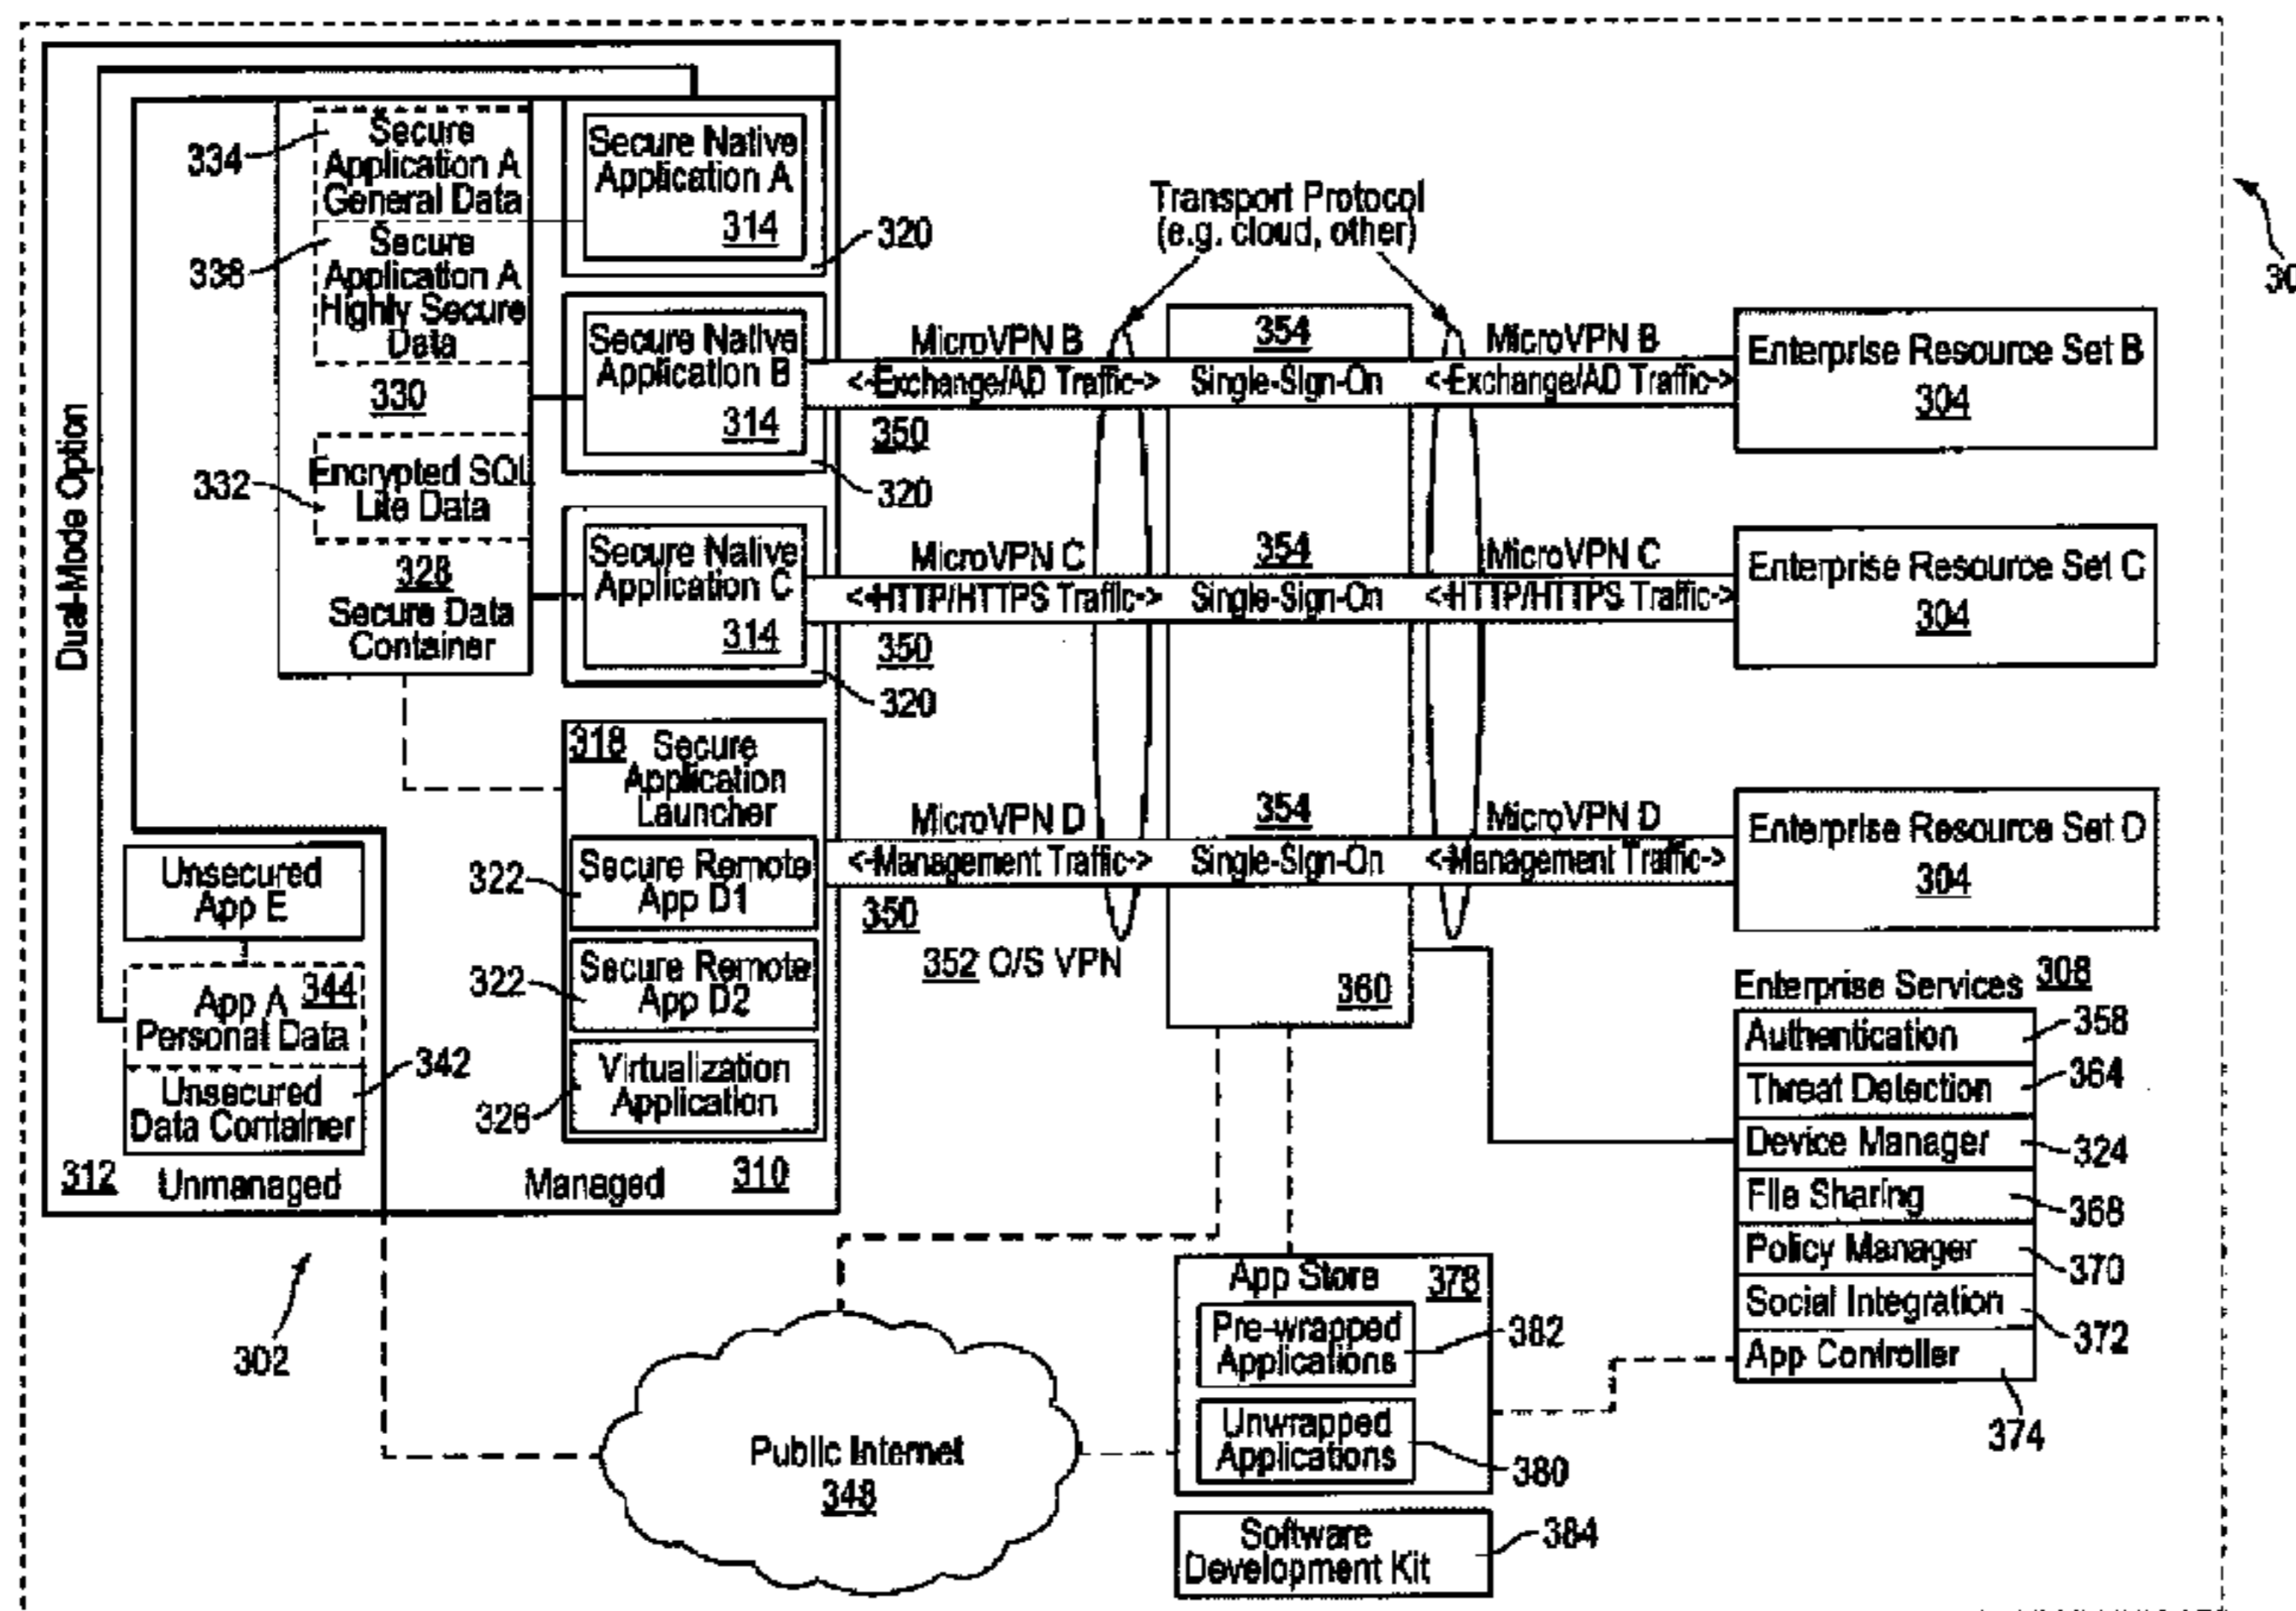 Dual-Mode Option
334
Secure
Application A
General Data
338
Secure
Application A
Highly Secure
Data
330
332
Encrypted SQL
Lite Data
328
Secure Data
Container
Secure Native
Application A
314
320
Secure Native
Application B
314
320
Secure Native
Application C
314
320
318 Secure
Application
Launcher
322
Secure Remote
App D1
322
Secure Remote
App D2
326
Virtualization
Application
Unsecured
App E
App A 344
Personal Data
Unsecured
Data Container
342
312 Unmanaged
Managed 310
302
Transport Protocol
(e.g. cloud, other)
MicroVPN B
<-Exchange/AD Traffic->
350
354
Single-Sign-On
MicroVPN B
<-Exchange/AD Traffic->
Enterprise Resource Set B
304
MicroVPN C
<-HTTP/HTTPS Traffic->
350
354
Single-Sign-On
MicroVPN C
<-HTTP/HTTPS Traffic->
Enterprise Resource Set C
304
MicroVPN D
<-Management Traffic->
350
354
Single-Sign-On
MicroVPN D
<-Management Traffic->
Enterprise Resource Set D
304
352 O/S VPN
360
Enterprise Services 308
Authentication
358
Threat Detection
364
Device Manager
324
File Sharing
368
Policy Manager
370
Social Integration
372
App Controller
374
App Store 378
Pre-wrapped
Applications
382
Unwrapped
Applications
380
Software
Development Kit
384
Public Internet
348